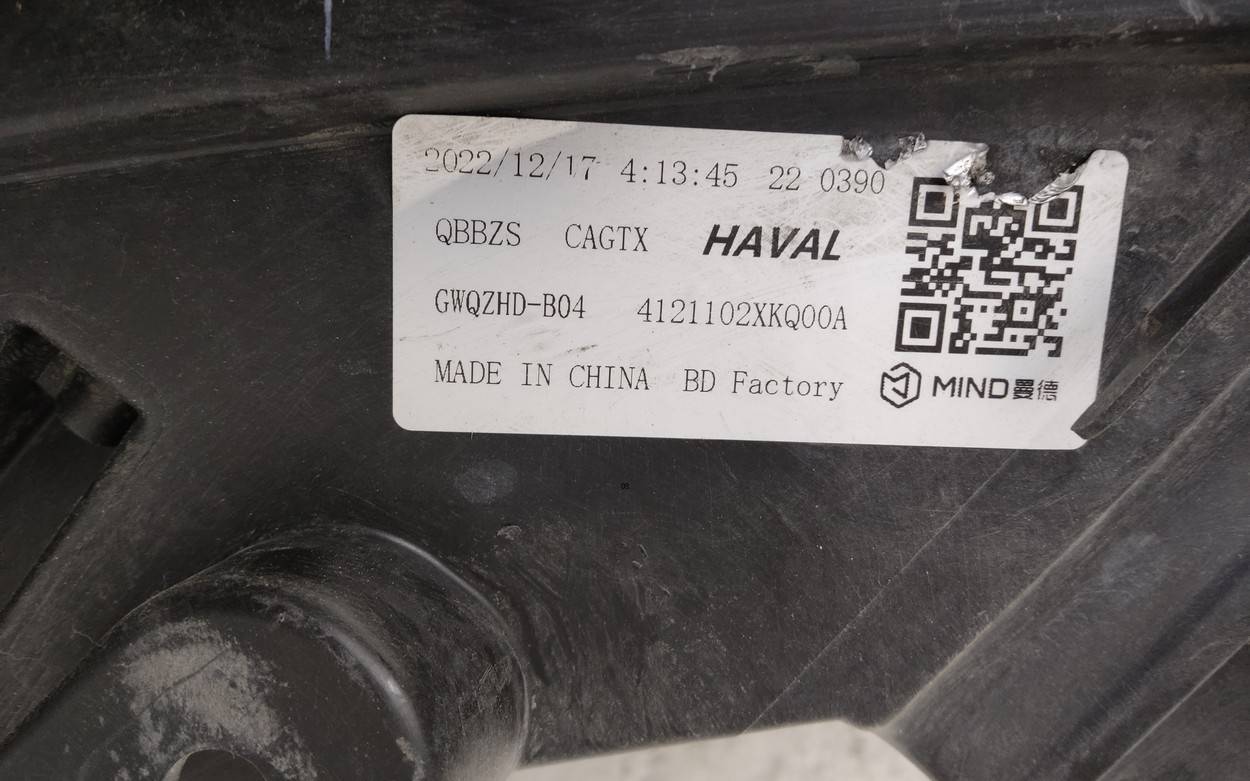 2022/12/17 4:13:45 22 0390
QBBZS CAGTX HAVAL
GWQZHD-B04 4121102XKQ00A
MADE IN CHINA BD Factory MIND曼德